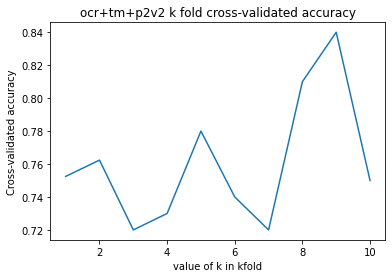 ocr+tm+p2v2 k fold cross-validated accuracy
0.84
0.82
0.80
0.78
0.76
0.74
0.72
Cross-validated accuracy
2 4 6 8 10
value of k in kfold